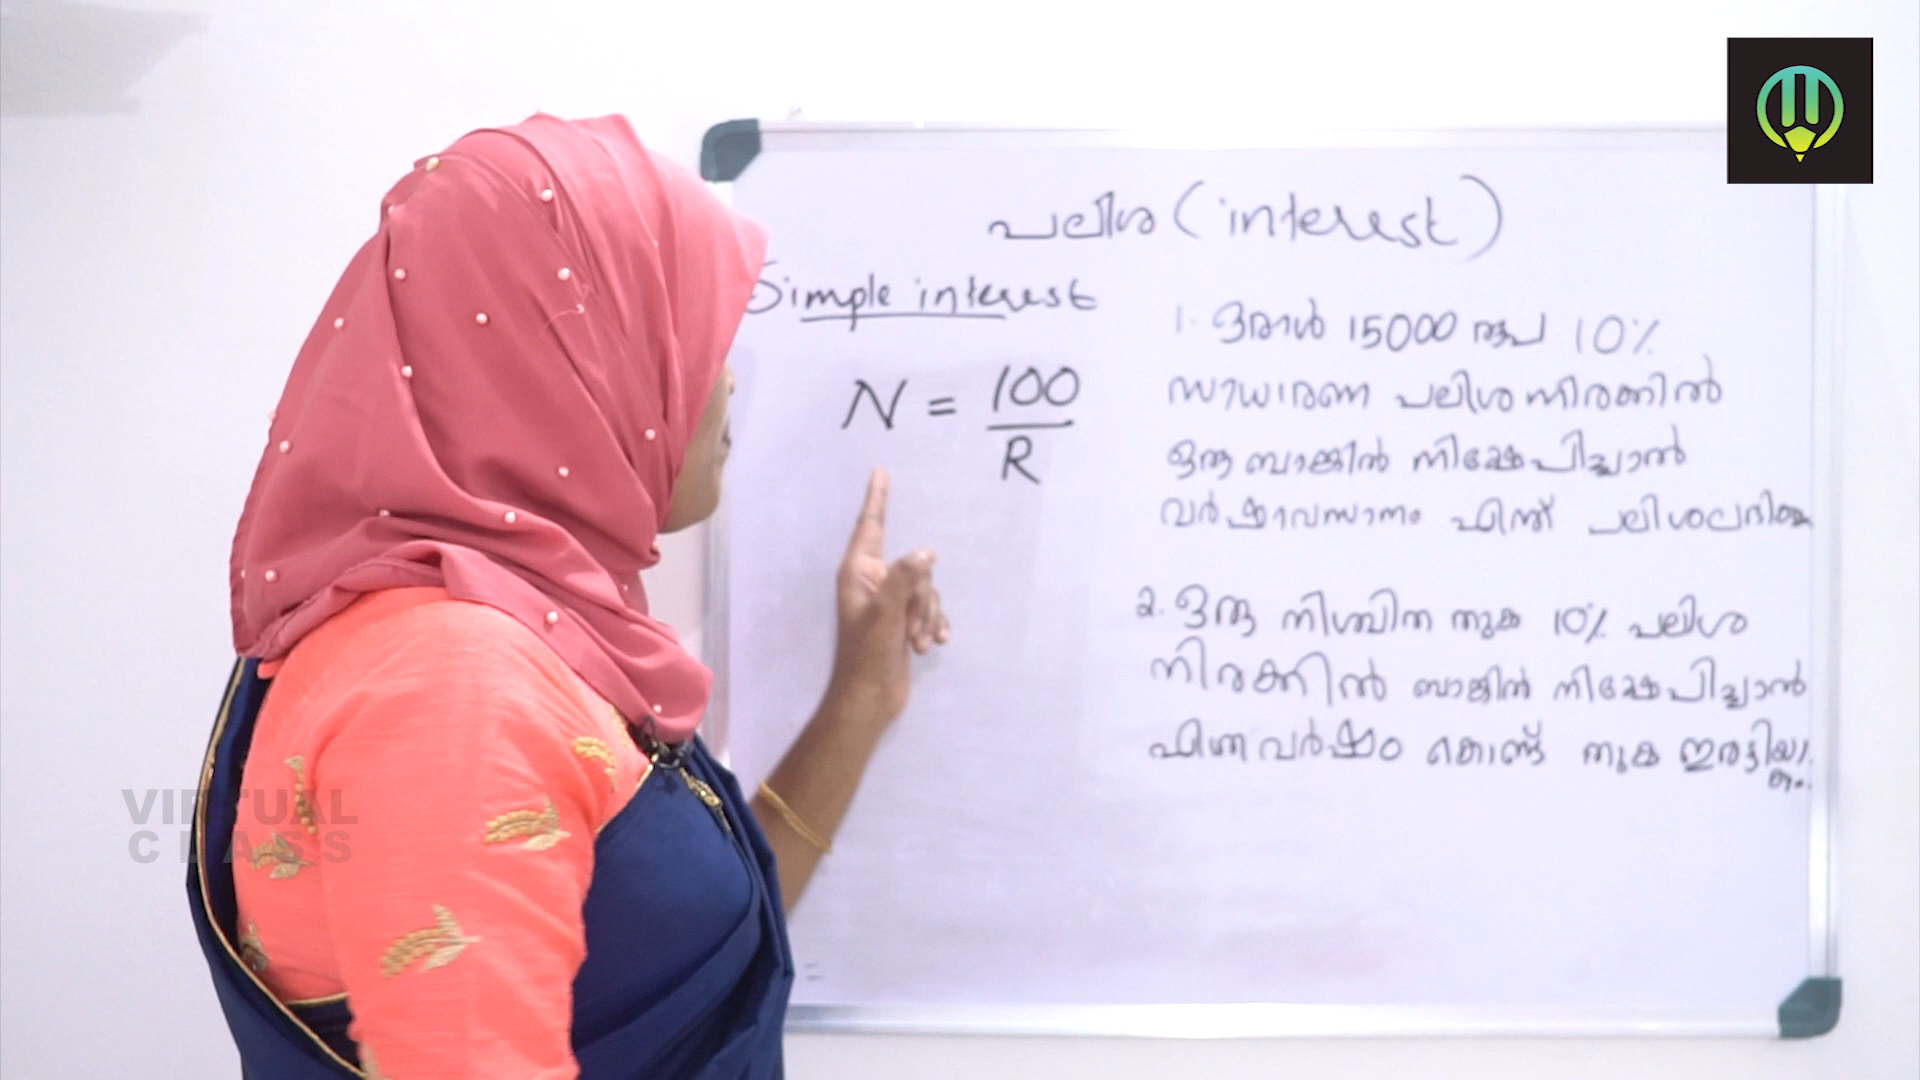 പലിശ (interest)
Simple interest
N = 100
R
1. ഒരാൾ 15000 രൂപ 10%
സാധാരണ പലിശ നിരക്കിൽ
ഒരു ബാങ്കിൽ നിക്ഷേപിച്ചാൽ
വർഷാവസാനം എന്ത് പലിശ ലഭിക്കും
2. ഒരു നിശ്ചിത തുക 10% പലിശ
നിരക്കിൽ ബാങ്കിൽ നിക്ഷേപിച്ചാൽ
എത്ര വർഷം കൊണ്ട് തുക ഇരട്ടിയാകും.
VIRTUAL
CLASS